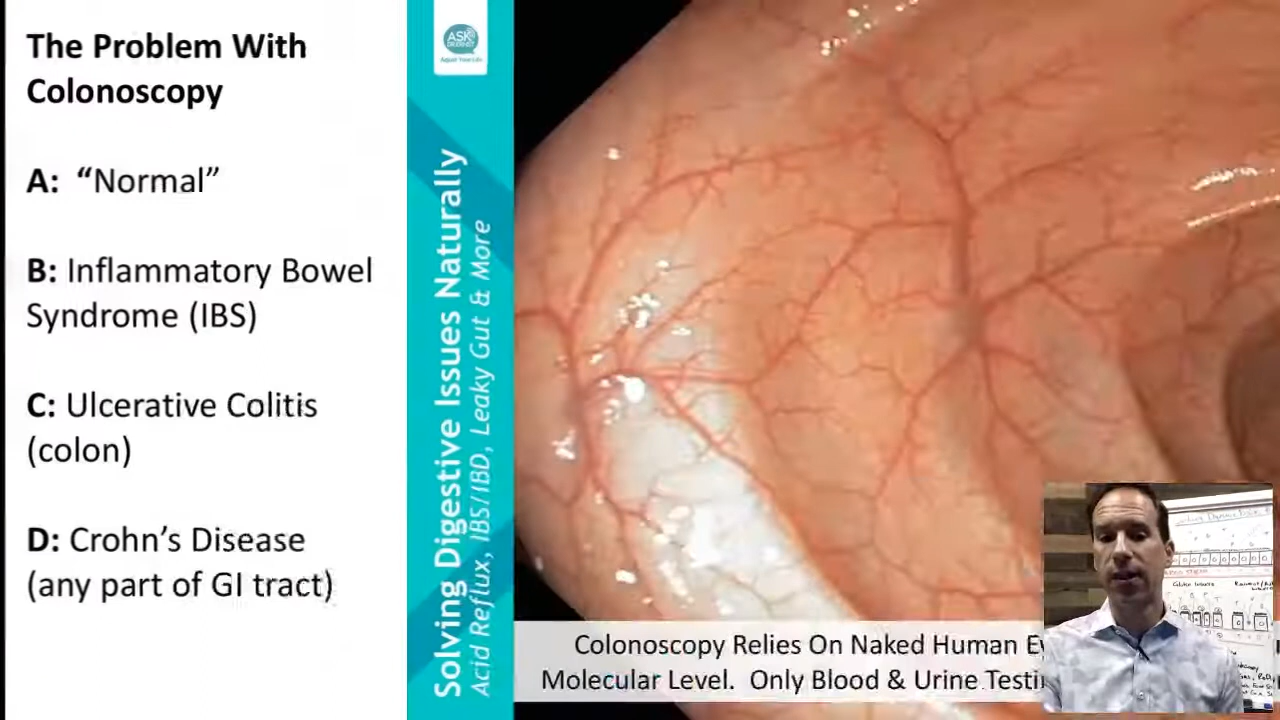 The Problem With
Colonoscopy
A: “Normal”
B: Inflammatory Bowel
Syndrome (IBS)
C: Ulcerative Colitis
(colon)
D: Crohn’s Disease
(any part of GI tract)
ASK
Solving Digestive Issues Naturally
Acid Reflux, IBS/IBD, Leaky Gut & More
Colonoscopy Relies On Naked Human
Molecular Level. Only Blood & Urine